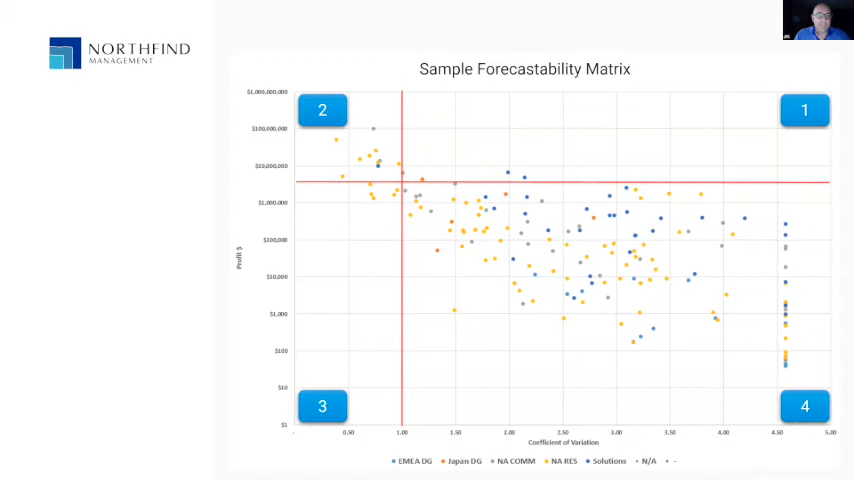 NORTHFIND
MANAGEMENT
Sample Forecastability Matrix
$1,000,000,000
$100,000,000
$10,000,000
$1,000,000
$100,000
$10,000
$1,000
$100
$10
$1
Profit $
2
1
3
4
- 0.50 1.00 1.50 2.00 2.50 3.00 3.50 4.00 4.50 5.00
Coefficient of Variation
EMEA DG Japan DG NA COMM NA RES Solutions N/A -